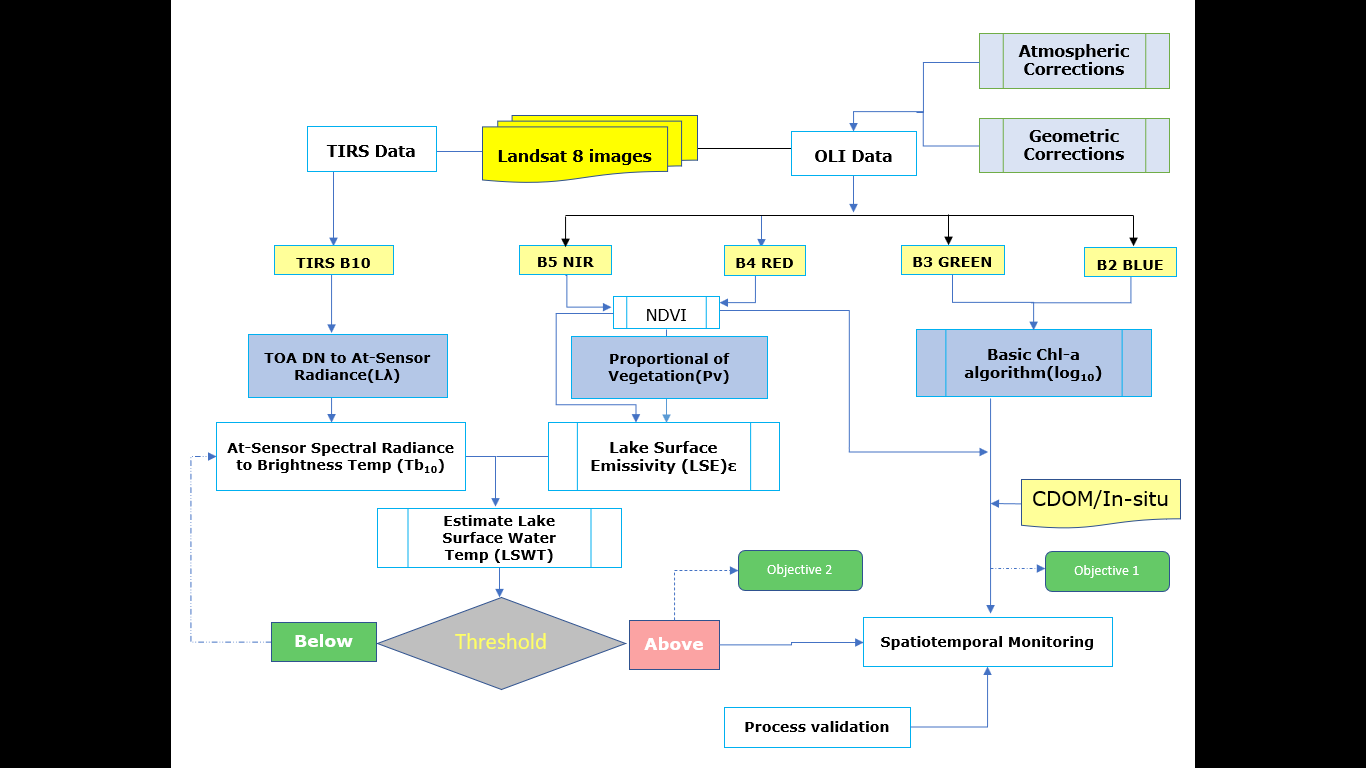 Atmospheric
Corrections
TIRS Data
Landsat 8 images
OLI Data
Geometric
Corrections
TIRS B10
B5 NIR
B4 RED
B3 GREEN
B2 BLUE
NDVI
TOA DN to At-Sensor
Radiance(Lλ)
Proportional of
Vegetation(Pv)
Basic Chl-a
algorithm(log₁₀)
At-Sensor Spectral Radiance
to Brightness Temp (Tb₁₀)
Lake Surface
Emissivity (LSE)ε
CDOM/In-situ
Estimate Lake
Surface Water
Temp (LSWT)
Objective 2
Objective 1
Below
Threshold
Above
Spatiotemporal Monitoring
Process validation